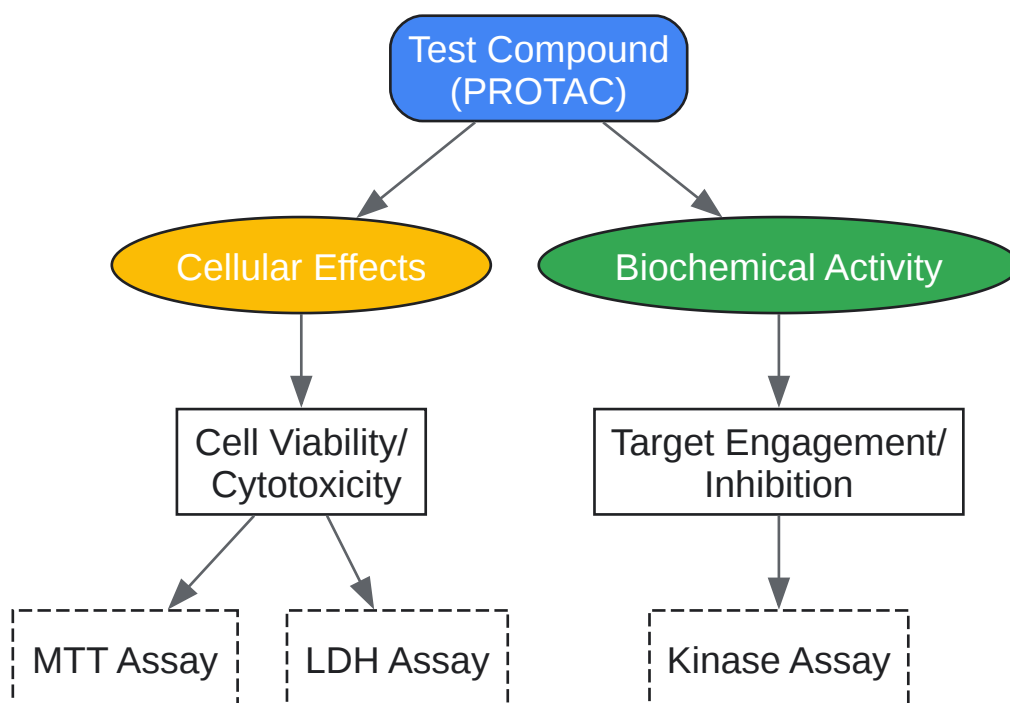 Test Compound
(PROTAC)
Cellular Effects
Biochemical Activity
Cell Viability/
Cytotoxicity
Target Engagement/
Inhibition
MTT Assay
LDH Assay
Kinase Assay